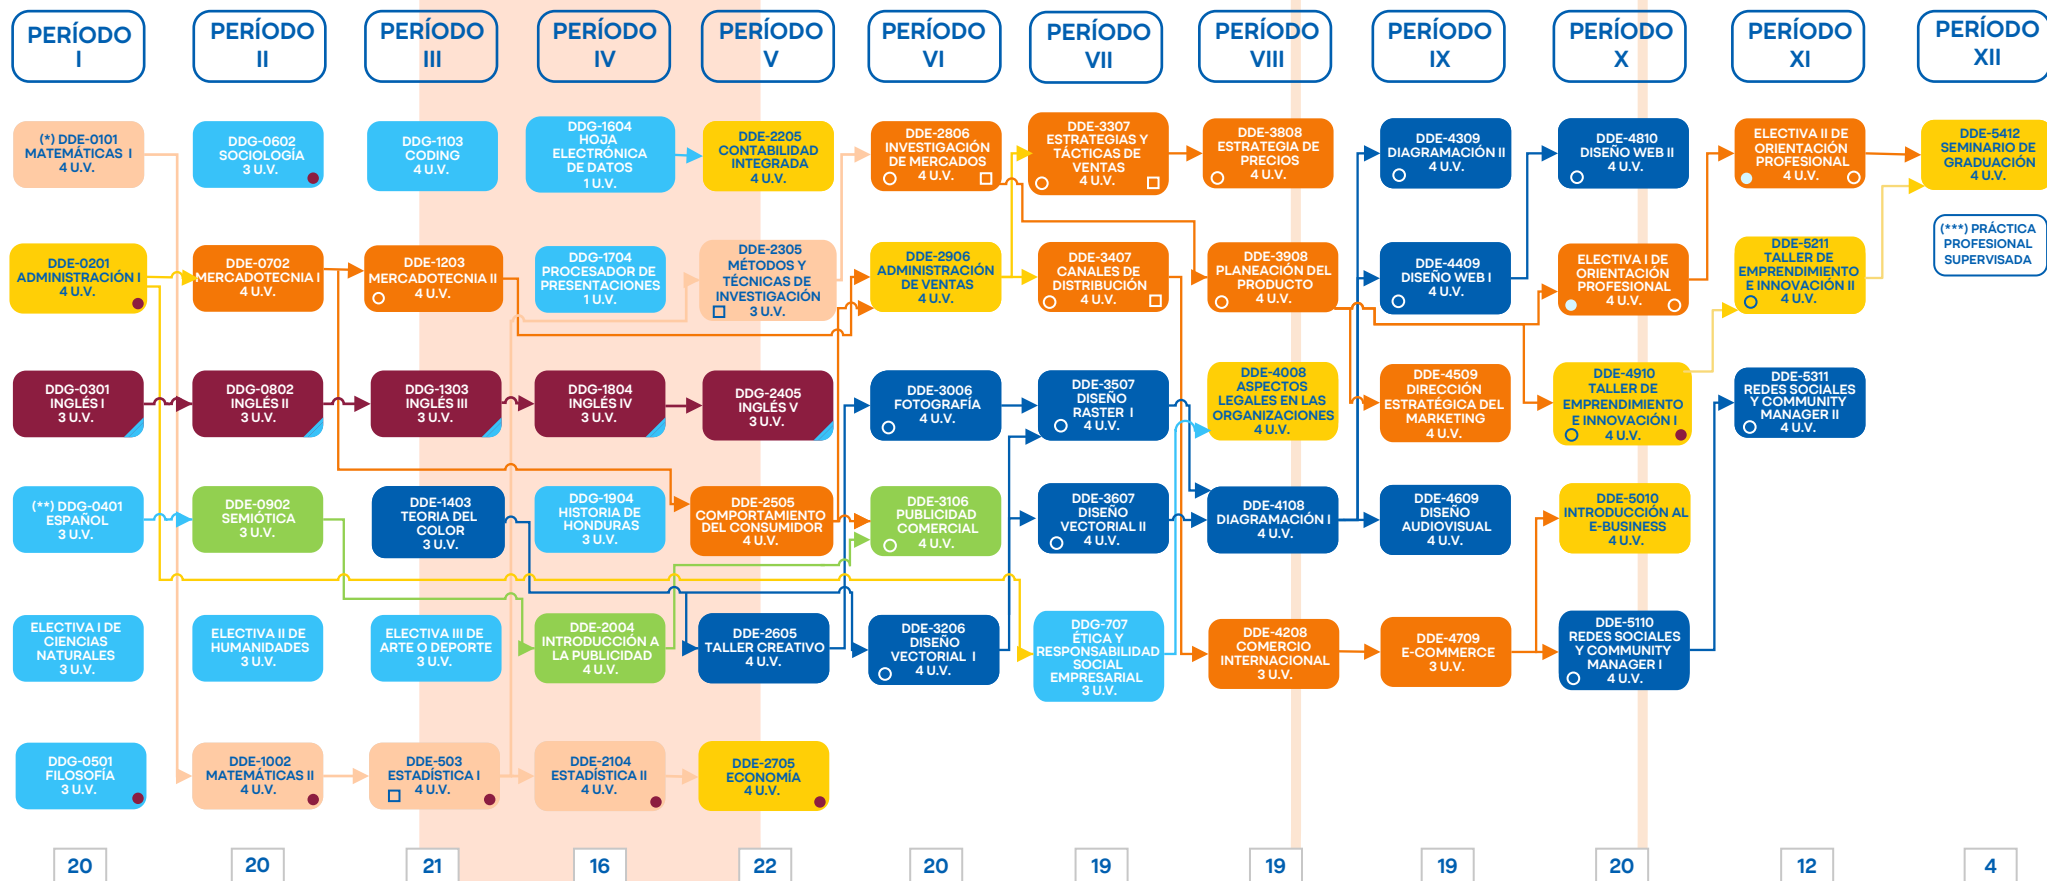 PERÍODO
I
PERÍODO
II
PERÍODO
III
PERÍODO
IV
PERÍODO
V
PERÍODO
VI
PERÍODO
VII
PERÍODO
VIII
PERÍODO
IX
PERÍODO
X
PERÍODO
XI
PERÍODO
XII
(*) DDE-0101
MATEMÁTICAS I
4 U.V.
DDG-0602
SOCIOLOGÍA
3 U.V.
DDG-1103
CODING
4 U.V.
DDG-1604
HOJA
ELECTRÓNICA
DE DATOS
1 U.V.
DDE-2205
CONTABILIDAD
INTEGRADA
4 U.V.
DDE-2806
INVESTIGACIÓN
DE MERCADOS
4 U.V.
DDE-3307
ESTRATEGIAS Y
TÁCTICAS DE
VENTAS
4 U.V.
DDE-3808
ESTRATEGIA DE
PRECIOS
4 U.V.
DDE-4309
DIAGRAMACIÓN II
4 U.V.
DDE-4810
DISEÑO WEB II
4 U.V.
ELECTIVA II DE
ORIENTACIÓN
PROFESIONAL
4 U.V.
DDE-5412
SEMINARIO DE
GRADUACIÓN
4 U.V.
DDE-0201
ADMINISTRACIÓN I
4 U.V.
DDE-0702
MERCADOTECNIA I
4 U.V.
DDE-1203
MERCADOTECNIA II
4 U.V.
DDG-1704
PROCESADOR DE
PRESENTACIONES
1 U.V.
DDE-2305
MÉTODOS Y
TÉCNICAS DE
INVESTIGACIÓN
3 U.V.
DDE-2906
ADMINISTRACIÓN
DE VENTAS
4 U.V.
DDE-3407
CANALES DE
DISTRIBUCIÓN
4 U.V.
DDE-3908
PLANEACIÓN DEL
PRODUCTO
4 U.V.
DDE-4409
DISEÑO WEB I
4 U.V.
ELECTIVA I DE
ORIENTACIÓN
PROFESIONAL
4 U.V.
DDE-5211
TALLER DE
EMPRENDIMIENTO
E INNOVACIÓN II
4 U.V.
(***) PRÁCTICA
PROFESIONAL
SUPERVISADA
DDG-0301
INGLÉS I
3 U.V.
DDG-0802
INGLÉS II
3 U.V.
DDG-1303
INGLÉS III
3 U.V.
DDG-1804
INGLÉS IV
3 U.V.
DDG-2405
INGLÉS V
3 U.V.
DDE-3006
FOTOGRAFÍA
4 U.V.
DDE-3507
DISEÑO
RASTER I
4 U.V.
DDE-4008
ASPECTOS
LEGALES EN LAS
ORGANIZACIONES
4 U.V.
DDE-4509
DIRECCIÓN
ESTRATÉGICA DEL
MARKETING
4 U.V.
DDE-4910
TALLER DE
EMPRENDIMIENTO
E INNOVACIÓN I
4 U.V.
DDE-5311
REDES SOCIALES
Y COMMUNITY
MANAGER II
4 U.V.
(**) DDG-0401
ESPAÑOL
3 U.V.
DDE-0902
SEMIÓTICA
3 U.V.
DDE-1403
TEORIA DEL
COLOR
3 U.V.
DDG-1904
HISTORIA DE
HONDURAS
3 U.V.
DDE-2505
COMPORTAMIENTO
DEL CONSUMIDOR
4 U.V.
DDE-3106
PUBLICIDAD
COMERCIAL
4 U.V.
DDE-3607
DISEÑO
VECTORIAL II
4 U.V.
DDE-4108
DIAGRAMACIÓN I
4 U.V.
DDE-4609
DISEÑO
AUDIOVISUAL
4 U.V.
DDE-5010
INTRODUCCIÓN AL
E-BUSINESS
4 U.V.
ELECTIVA I DE
CIENCIAS
NATURALES
3 U.V.
ELECTIVA II DE
HUMANIDADES
3 U.V.
ELECTIVA III DE
ARTE O DEPORTE
3 U.V.
DDE-2004
INTRODUCCIÓN A
LA PUBLICIDAD
4 U.V.
DDE-2605
TALLER CREATIVO
4 U.V.
DDE-3206
DISEÑO
VECTORIAL I
4 U.V.
DDG-707
ÉTICA Y
RESPONSABILIDAD
SOCIAL
EMPRESARIAL
3 U.V.
DDE-4208
COMERCIO
INTERNACIONAL
3 U.V.
DDE-4709
E-COMMERCE
3 U.V.
DDE-5110
REDES SOCIALES
Y COMMUNITY
MANAGER I
4 U.V.
DDG-0501
FILOSOFÍA
3 U.V.
DDE-1002
MATEMÁTICAS II
4 U.V.
DDE-503
ESTADÍSTICA I
4 U.V.
DDE-2104
ESTADÍSTICA II
4 U.V.
DDE-2705
ECONOMÍA
4 U.V.
20
20
21
16
22
20
19
19
19
20
12
4